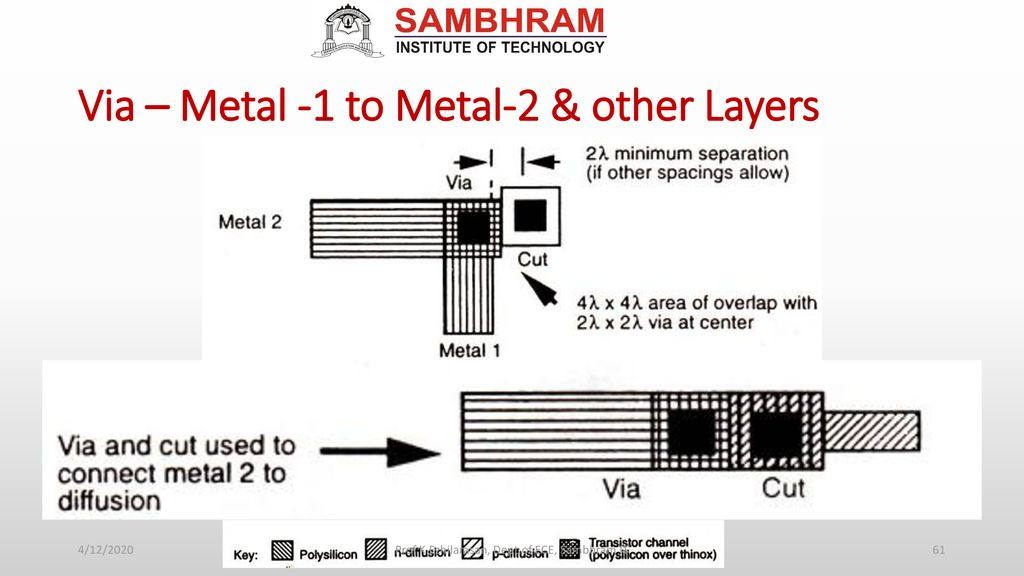 SAMBHRAM
INSTITUTE OF TECHNOLOGY
Via – Metal -1 to Metal-2 & other Layers
2λ minimum separation
(if other spacings allow)
Via
Metal 2
Cut
4λ x 4λ area of overlap with
2λ x 2λ via at center
Metal 1
Via and cut used to
connect metal 2 to
diffusion
Via
Cut
4/12/2020
Key:
Polysilicon
n-diffusion
p-diffusion
Transistor channel
(polysilicon over thinox)
61